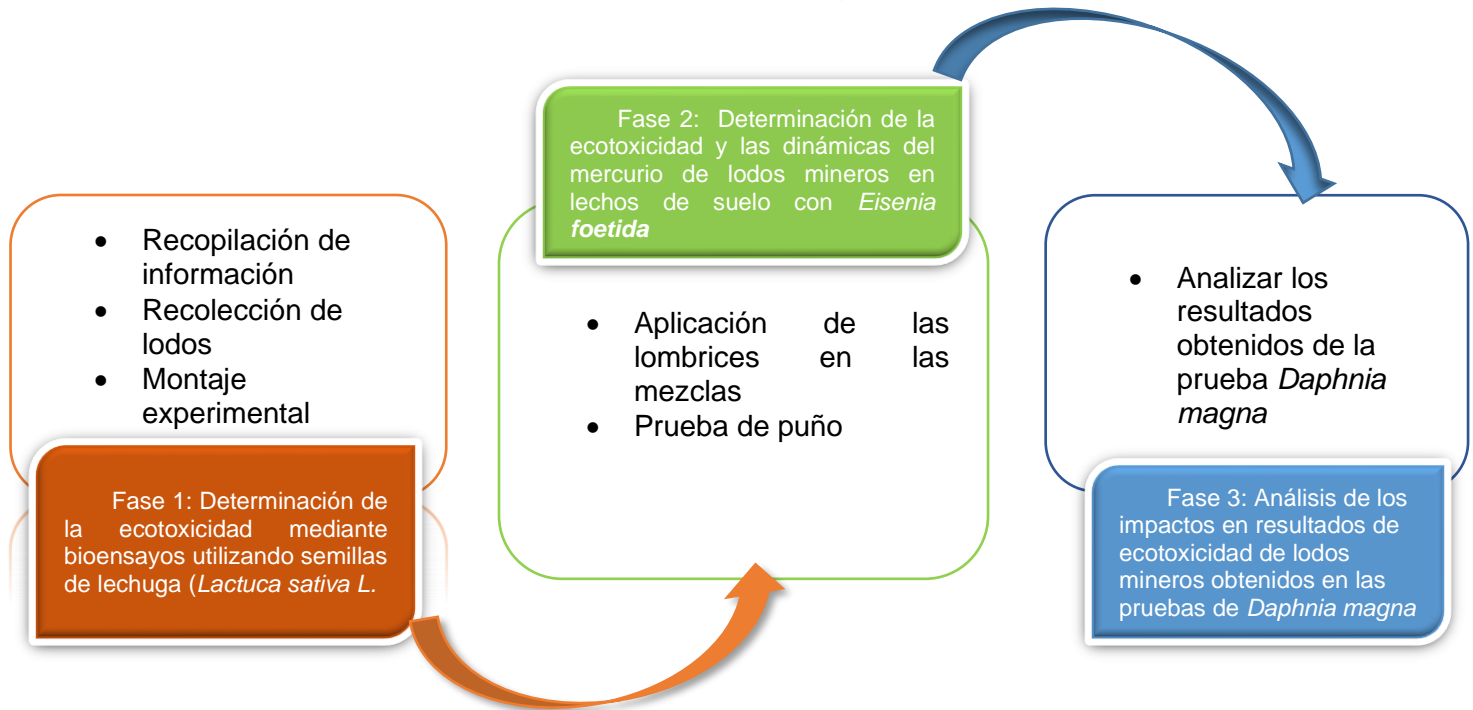 • Recopilación de
información
• Recolección de
lodos
• Montaje
experimental
Fase 1: Determinación de
la ecotoxicidad mediante
bioensayos utilizando semillas
de lechuga (Lactuca sativa L.
Fase 2: Determinación de la
ecotoxicidad y las dinámicas del
mercurio de lodos mineros en
lechos de suelo con Eisenia
foetida
• Aplicación de las
lombrices en las
mezclas
• Prueba de puño
• Analizar los
resultados
obtenidos de la
prueba Daphnia
magna
Fase 3: Análisis de los
impactos en resultados de
ecotoxicidad de lodos
mineros obtenidos en las
pruebas de Daphnia magna